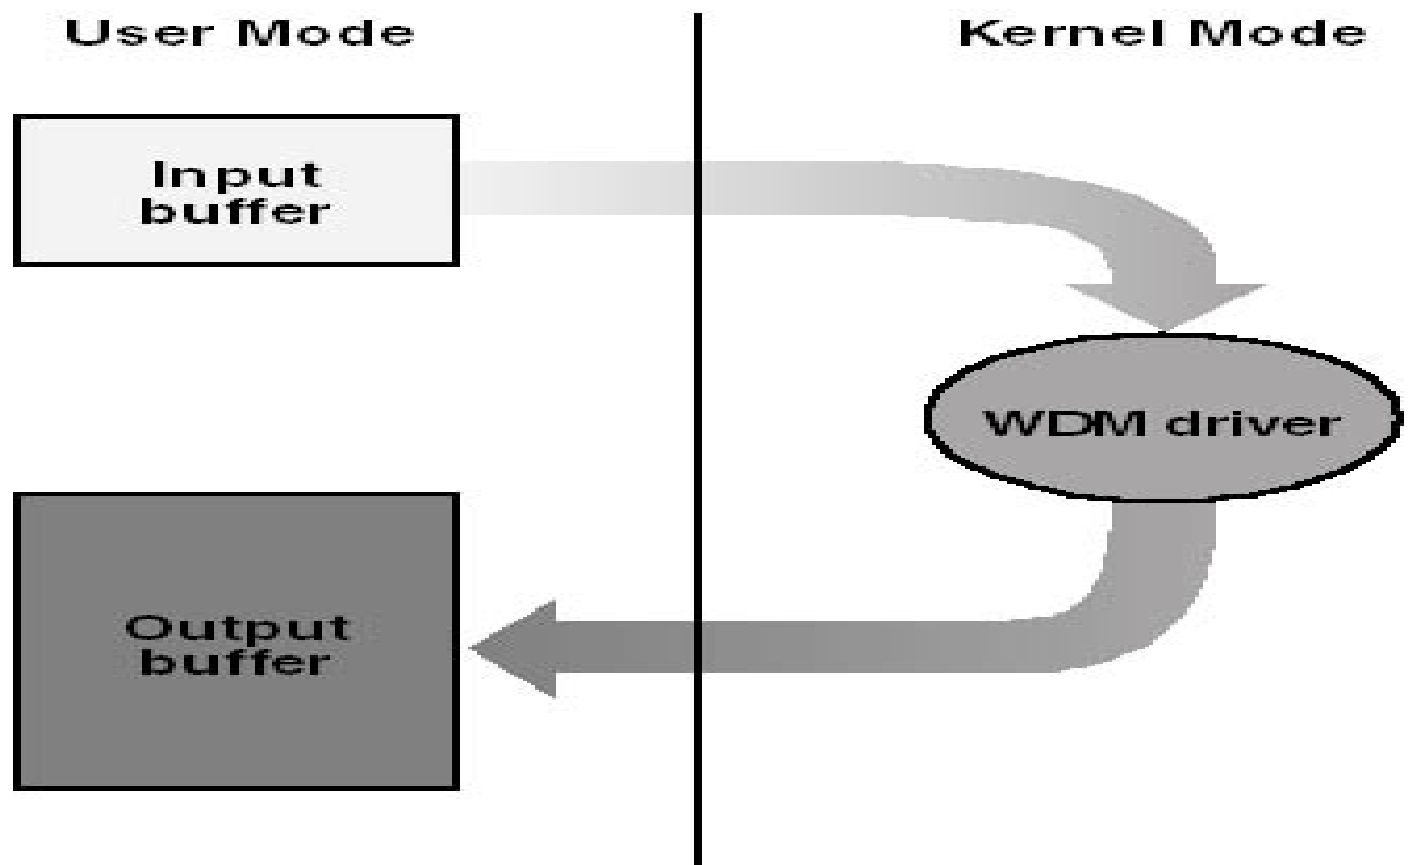 User Mode
Kernel Mode
Input
buffer
WDM driver
Output
buffer